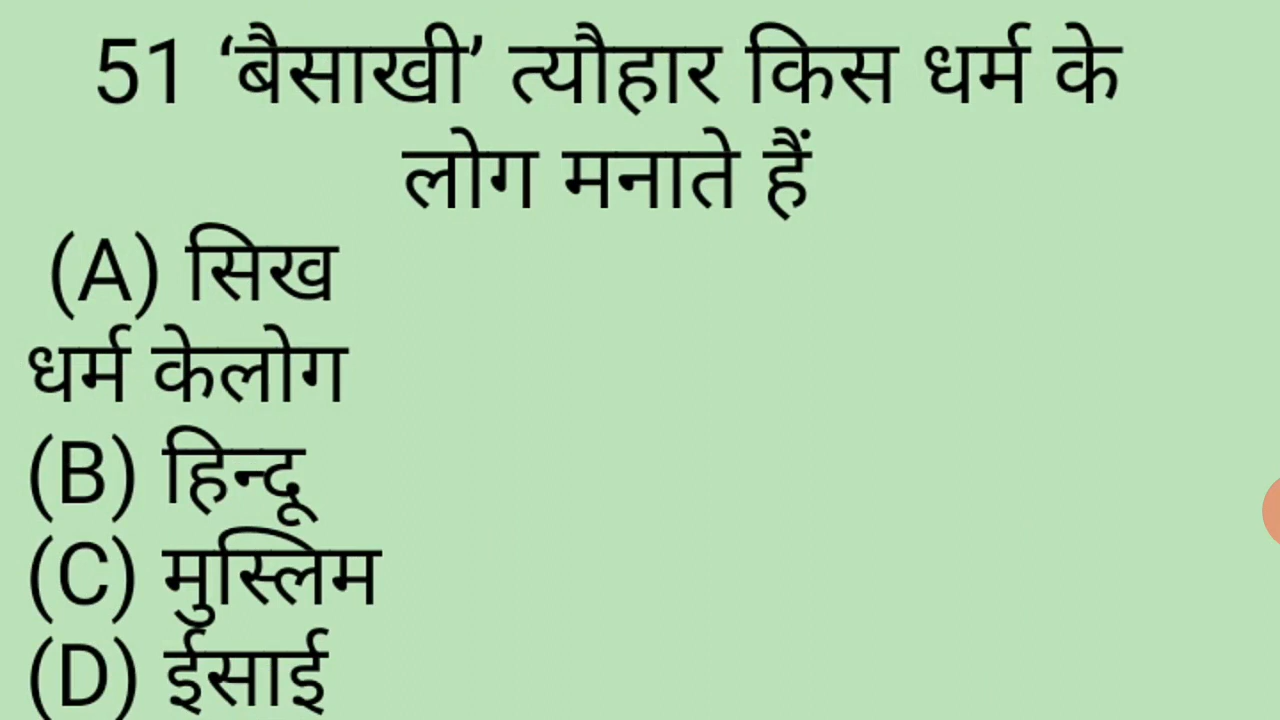 51 ‘बैसाखी’ त्यौहार किस धर्म के
लोग मनाते हैं
(A) सिख
धर्म केलोग
(B) हिन्दू
(C) मुस्लिम
(D) ईसाई